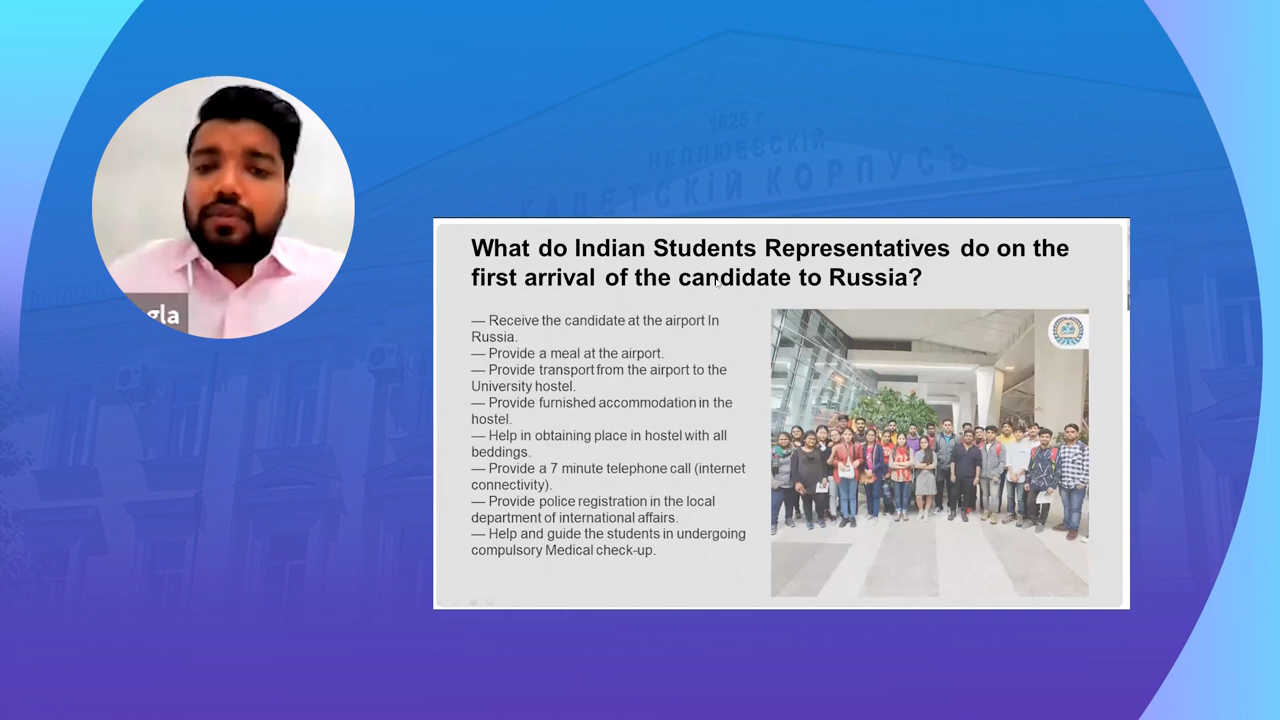 1825 г
НЕПЛЮЕВСКІЙ
КАДЕТСКІЙ КОРПУСЪ
gla
What do Indian Students Representatives do on the
first arrival of the candidate to Russia?
— Receive the candidate at the airport In
Russia.
— Provide a meal at the airport.
— Provide transport from the airport to the
University hostel.
— Provide furnished accommodation in the
hostel.
— Help in obtaining place in hostel with all
beddings.
— Provide a 7 minute telephone call (internet
connectivity).
— Provide police registration in the local
department of international affairs.
— Help and guide the students in undergoing
compulsory Medical check-up.